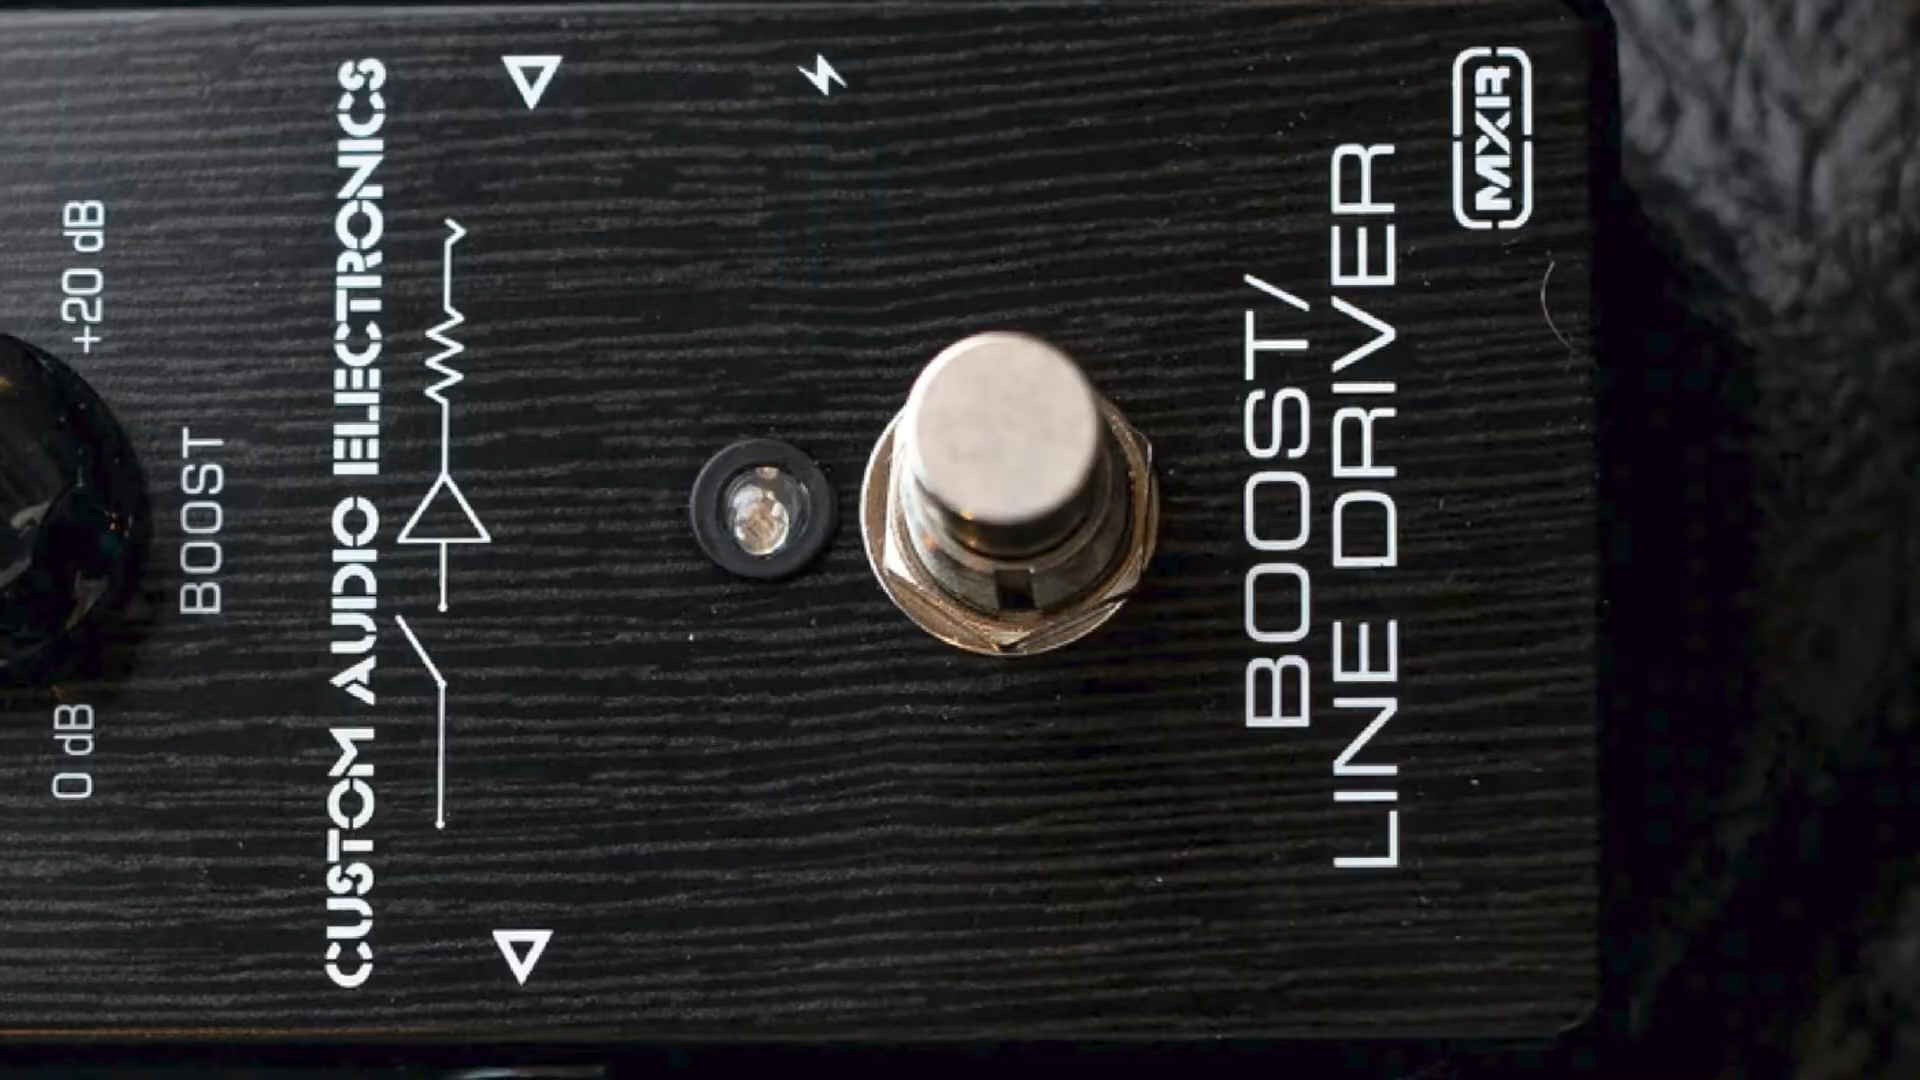 0 dB
+20 dB
BOOST
CUSTOM AUDIO ELECTRONICS
BOOST/
LINE DRIVER
MXR